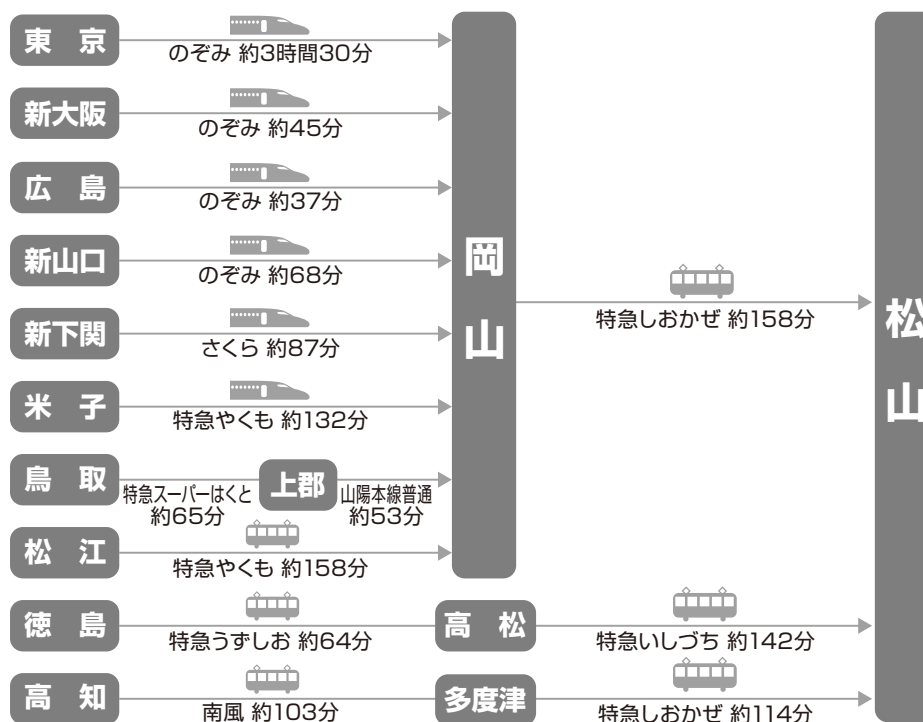 東京
のぞみ 約3時間30分
新大阪
のぞみ 約45分
広島
のぞみ 約37分
新山口
のぞみ 約68分
新下関
さくら 約87分
米子
特急やくも 約132分
鳥取
特急スーパーはくと
約65分
上郡
山陽本線普通
約53分
松江
特急やくも 約158分
岡山
特急しおかぜ 約158分
徳島
特急うずしお 約64分
高松
特急いしづち 約142分
高知
南風 約103分
多度津
特急しおかぜ 約114分
松山